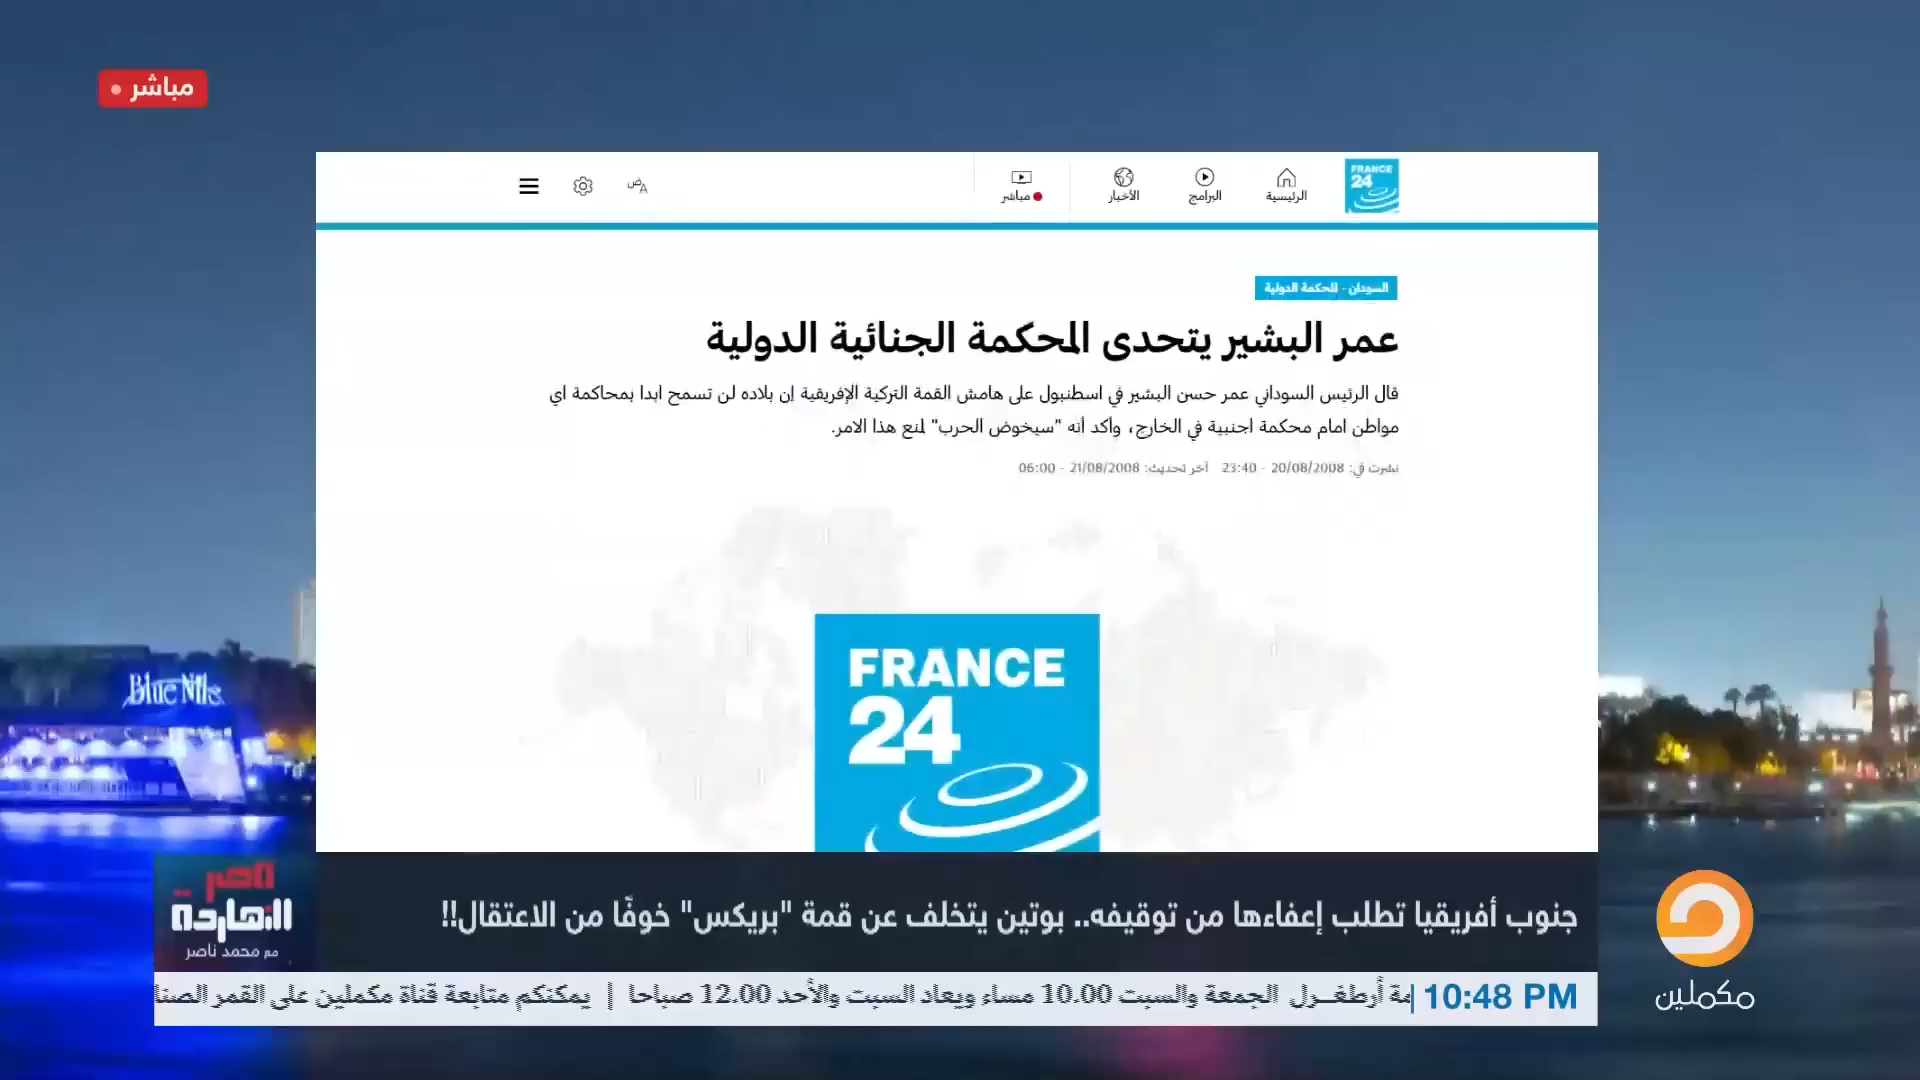 مباشر
FRANCE 24
الرئيسية
البرامج
الأخبار
مباشر
ض A
السودان - المحكمة الدولية
عمر البشير يتحدى المحكمة الجنائية الدولية
قال الرئيس السوداني عمر حسن البشير في اسطنبول على هامش القمة التركية الإفريقية إن بلاده لن تسمح ابدا بمحاكمة اي
مواطن امام محكمة اجنبية في الخارج، وأكد أنه "سيخوض الحرب" لمنع هذا الامر.
نشرت في: 20/08/2008 - 23:40 آخر تحديث: 21/08/2008 - 06:00
FRANCE
24
Blue Nile
ناصر
النهاردة
مع محمد ناصر
جنوب أفريقيا تطلب إعفاءها من توقيفه.. بوتين يتخلف عن قمة "بريكس" خوفًا من الاعتقال!!
10:48 PM
أرطغـرل الجمعة والسبت 10.00 مساء ويعاد السبت والأحد 12.00 صباحا | يمكنكم متابعة قناة مكملين على القمر
مكملين